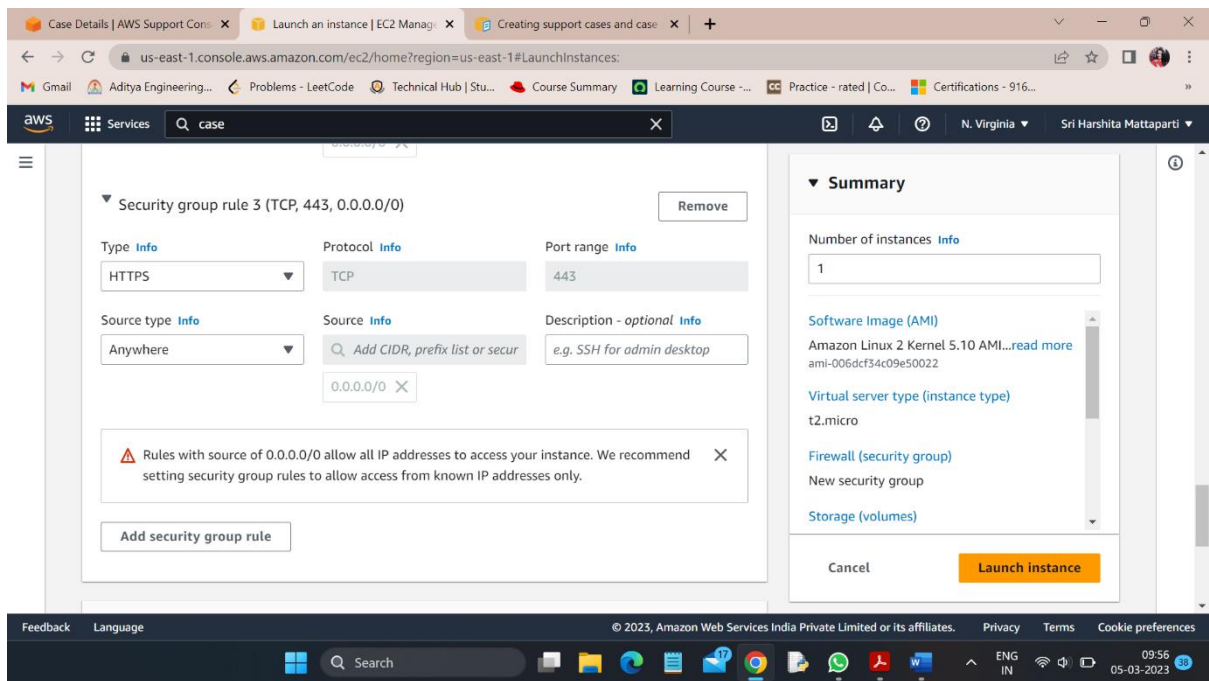 Case Details | AWS Support Cons
Launch an instance | EC2 Manag
Creating support cases and case
us-east-1.console.aws.amazon.com/ec2/home?region=us-east-1#LaunchInstances:
Gmail Aditya Engineering... Problems - LeetCode Technical Hub | Stu... Course Summary Learning Course -... Practice - rated | Co... Certifications - 916... »
aws Services case N. Virginia Sri Harshita Mattaparti
0.0.0.0/0
Security group rule 3 (TCP, 443, 0.0.0.0/0)
Remove
Type Info
HTTPS
Protocol Info
TCP
Port range Info
443
Source type Info
Anywhere
Source Info
Add CIDR, prefix list or secur
0.0.0.0/0
Description - optional Info
e.g. SSH for admin desktop
Rules with source of 0.0.0.0/0 allow all IP addresses to access your instance. We recommend
setting security group rules to allow access from known IP addresses only.
Add security group rule
Summary
Number of instances Info
1
Software Image (AMI)
Amazon Linux 2 Kernel 5.10 AMI...read more
ami-006dcf34c09e50022
Virtual server type (instance type)
t2.micro
Firewall (security group)
New security group
Storage (volumes)
Cancel
Launch instance
Feedback Language © 2023, Amazon Web Services India Private Limited or its affiliates. Privacy Terms Cookie preferences
Search
17
ENG
IN
09:56
05-03-2023
38